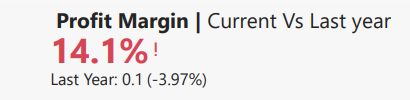 Profit Margin | Current Vs Last year
14.1% !
Last Year: 0.1 (-3.97%)